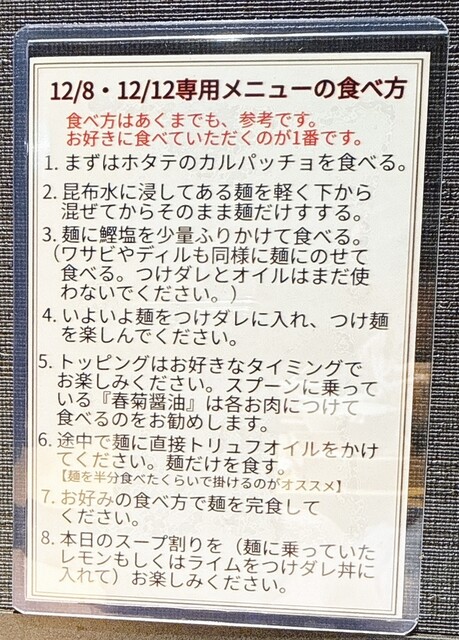 12/8・12/12専用メニューの食べ方
食べ方はあくまでも、参考です。
お好きに食べていただくのが1番です。
1. まずはホタテのカルパッチョを食べる。
2. 昆布水に浸してある麺を軽く下から
混ぜてからそのまま麺だけすする。
3. 麺に鰹塩を少量ふりかけて食べる。
（ワサビやディルも同様に麺にのせて
食べる。つけダレとオイルはまだ使
わないでください。）
4. いよいよ麺をつけダレに入れ、つけ麺
を楽しんでください。
5. トッピングはお好きなタイミングで
お楽しみください。スプーンに乗って
いる『春菊醤油』は各お肉につけて
食べるのをお勧めします。
6. 途中で麺に直接トリュフオイルをかけ
てください。麺だけを食す。
【麺を半分食べたくらいで掛けるのがオススメ】
7. お好みの食べ方で麺を完食して
ください。
8. 本日のスープ割りを（麺に乗っていた
レモンもしくはライムをつけダレ丼に
入れて）お楽しみください。